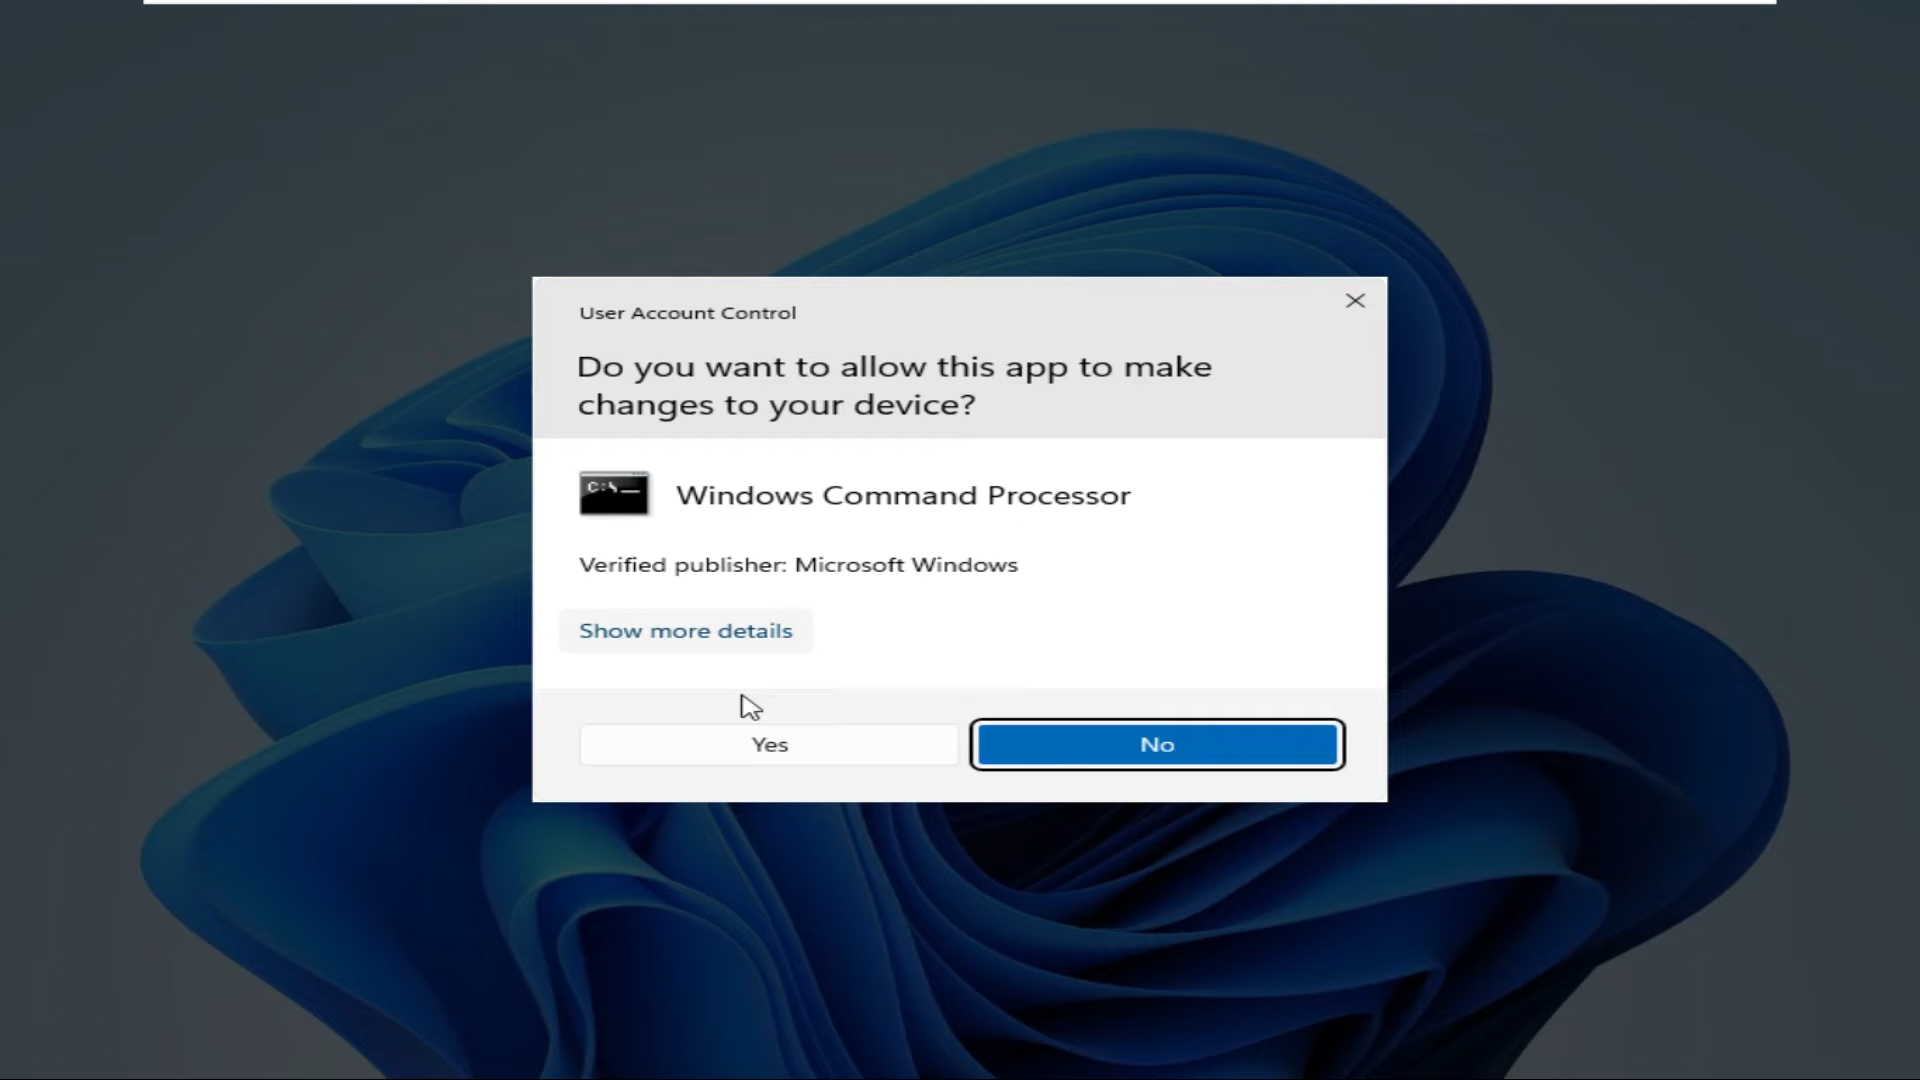 User Account Control
Do you want to allow this app to make
changes to your device?
C:\_
Windows Command Processor
Verified publisher: Microsoft Windows
Show more details
Yes
No